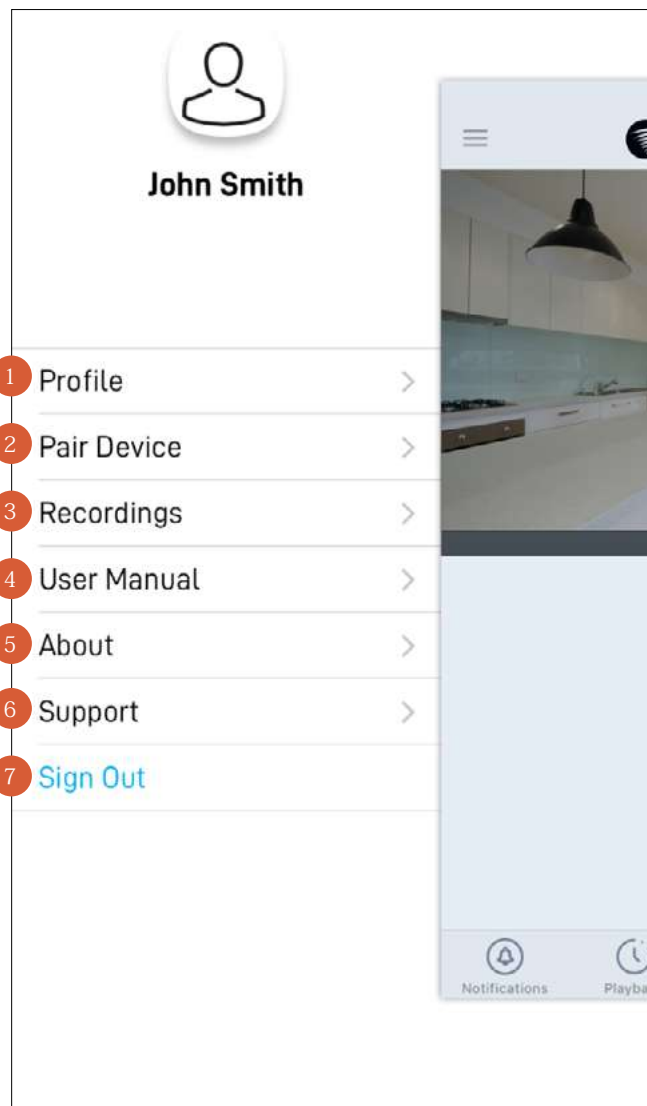 John Smith
1 Profile
2 Pair Device
3 Recordings
4 User Manual
5 About
6 Support
7 Sign Out
Notifications